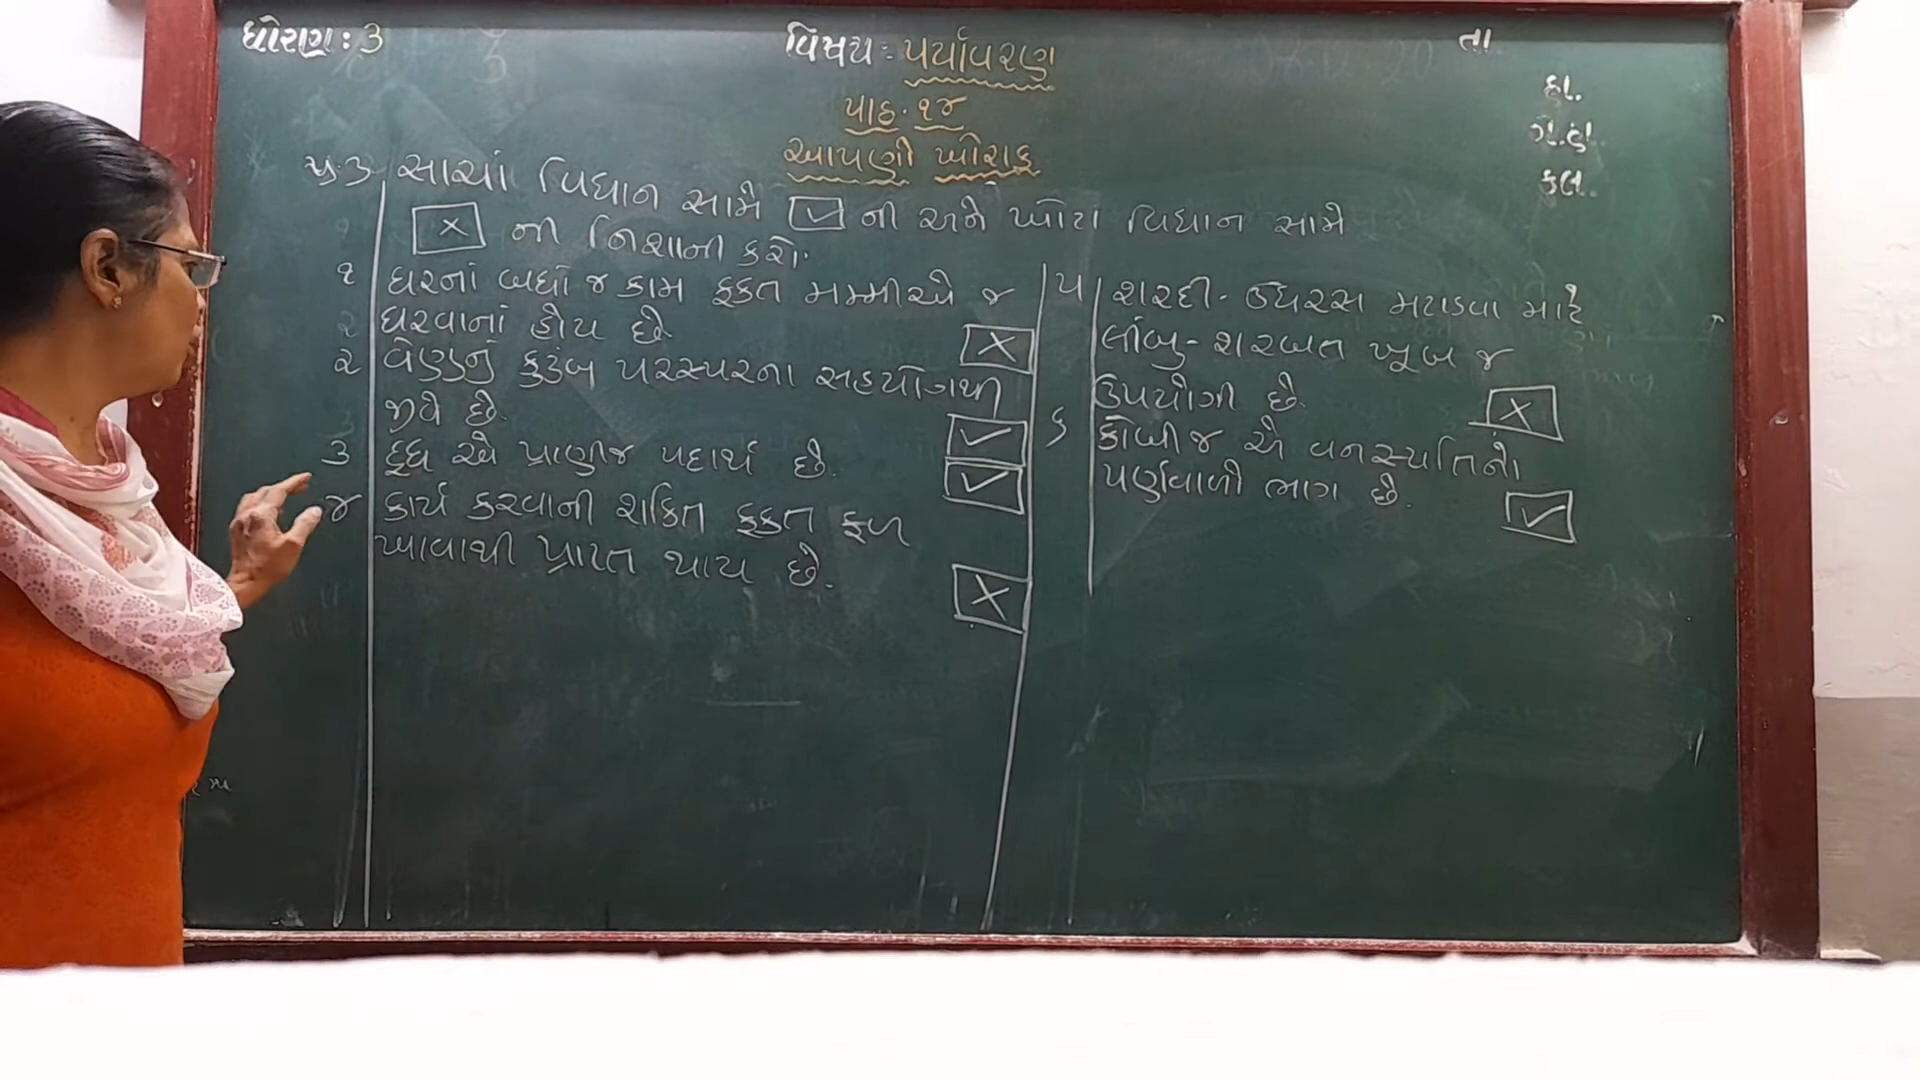 ધોરણ: 3
વિષય: પર્યાવરણ
તા
પાઠ. ૧૪
હા.
ગે.હા.
આપણો ખોરાક
કુલ.
પ્ર.૩ સાચાં વિધાન સામે ☑ ની અને ખોટાં વિધાન સામે
☒ ની નિશાની કરો.
૧ ઘરનાં બધાં જ કામ ફક્ત મમ્મીએ જ
કરવાનાં હોય છે. ☒
૨ વેણુનું કુટુંબ પરસ્પરના સહયોગથી
જીવે છે. ☑
૩ દૂધ એ પ્રાણીજ પદાર્થ છે. ☑
૪ કાર્ય કરવાની શક્તિ ફક્ત ફળ
ખાવાથી પ્રાપ્ત થાય છે. ☒
૫ શરદી - ઉધરસ મટાડવા માટે
લીંબુ - શરબત ખૂબ જ
ઉપયોગી છે. ☒
૬ કોબીજ એ વનસ્પતિનો
પર્ણવાળો ભાગ છે. ☑